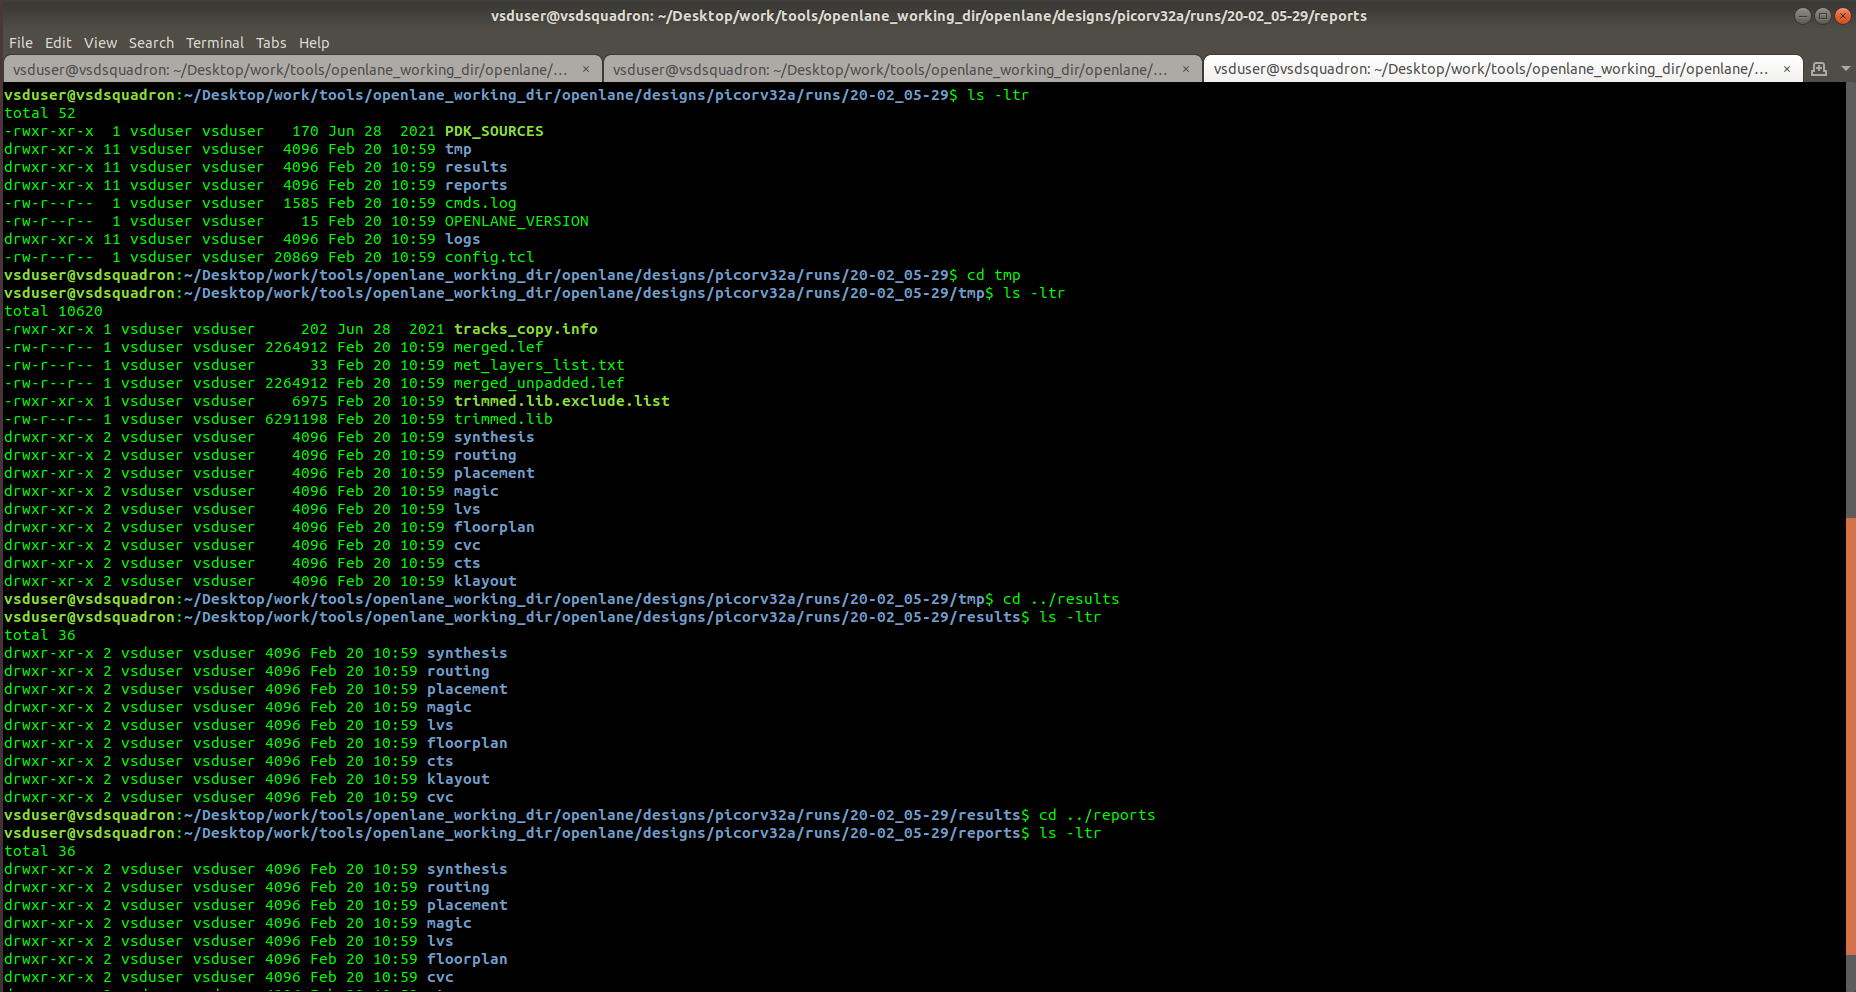 vsduser@vsdsquadron: ~/Desktop/work/tools/openlane_working_dir/openlane/designs/picorv32a/runs/20-02_05-29/reports
File Edit View Search Terminal Tabs Help
vsduser@vsdsquadron: ~/Desktop/work/tools/openlane_working_dir/openlane/... × vsduser@vsdsquadron: ~/Desktop/work/tools/openlane_working_dir/openlane/... × vsduser@vsdsquadron: ~/Desktop/work/tools/openlane_working_dir/openlane/... ×
vsduser@vsdsquadron:~/Desktop/work/tools/openlane_working_dir/openlane/designs/picorv32a/runs/20-02_05-29$ ls -ltr
total 52
-rwxr-xr-x  1 vsduser vsduser   170 Jun 28  2021 PDK_SOURCES
drwxr-xr-x 11 vsduser vsduser  4096 Feb 20 10:59 tmp
drwxr-xr-x 11 vsduser vsduser  4096 Feb 20 10:59 results
drwxr-xr-x 11 vsduser vsduser  4096 Feb 20 10:59 reports
-rw-r--r--  1 vsduser vsduser  1585 Feb 20 10:59 cmds.log
-rw-r--r--  1 vsduser vsduser    15 Feb 20 10:59 OPENLANE_VERSION
drwxr-xr-x 11 vsduser vsduser  4096 Feb 20 10:59 logs
-rw-r--r--  1 vsduser vsduser 20869 Feb 20 10:59 config.tcl
vsduser@vsdsquadron:~/Desktop/work/tools/openlane_working_dir/openlane/designs/picorv32a/runs/20-02_05-29$ cd tmp
vsduser@vsdsquadron:~/Desktop/work/tools/openlane_working_dir/openlane/designs/picorv32a/runs/20-02_05-29/tmp$ ls -ltr
total 10620
-rwxr-xr-x 1 vsduser vsduser     202 Jun 28  2021 tracks_copy.info
-rw-r--r-- 1 vsduser vsduser 2264912 Feb 20 10:59 merged.lef
-rw-r--r-- 1 vsduser vsduser      33 Feb 20 10:59 met_layers_list.txt
-rw-r--r-- 1 vsduser vsduser 2264912 Feb 20 10:59 merged_unpadded.lef
-rwxr-xr-x 1 vsduser vsduser    6975 Feb 20 10:59 trimmed.lib.exclude.list
-rw-r--r-- 1 vsduser vsduser 6291198 Feb 20 10:59 trimmed.lib
drwxr-xr-x 2 vsduser vsduser    4096 Feb 20 10:59 synthesis
drwxr-xr-x 2 vsduser vsduser    4096 Feb 20 10:59 routing
drwxr-xr-x 2 vsduser vsduser    4096 Feb 20 10:59 placement
drwxr-xr-x 2 vsduser vsduser    4096 Feb 20 10:59 magic
drwxr-xr-x 2 vsduser vsduser    4096 Feb 20 10:59 lvs
drwxr-xr-x 2 vsduser vsduser    4096 Feb 20 10:59 floorplan
drwxr-xr-x 2 vsduser vsduser    4096 Feb 20 10:59 cvc
drwxr-xr-x 2 vsduser vsduser    4096 Feb 20 10:59 cts
drwxr-xr-x 2 vsduser vsduser    4096 Feb 20 10:59 klayout
vsduser@vsdsquadron:~/Desktop/work/tools/openlane_working_dir/openlane/designs/picorv32a/runs/20-02_05-29/tmp$ cd ../results
vsduser@vsdsquadron:~/Desktop/work/tools/openlane_working_dir/openlane/designs/picorv32a/runs/20-02_05-29/results$ ls -ltr
total 36
drwxr-xr-x 2 vsduser vsduser 4096 Feb 20 10:59 synthesis
drwxr-xr-x 2 vsduser vsduser 4096 Feb 20 10:59 routing
drwxr-xr-x 2 vsduser vsduser 4096 Feb 20 10:59 placement
drwxr-xr-x 2 vsduser vsduser 4096 Feb 20 10:59 magic
drwxr-xr-x 2 vsduser vsduser 4096 Feb 20 10:59 lvs
drwxr-xr-x 2 vsduser vsduser 4096 Feb 20 10:59 floorplan
drwxr-xr-x 2 vsduser vsduser 4096 Feb 20 10:59 cts
drwxr-xr-x 2 vsduser vsduser 4096 Feb 20 10:59 klayout
drwxr-xr-x 2 vsduser vsduser 4096 Feb 20 10:59 cvc
vsduser@vsdsquadron:~/Desktop/work/tools/openlane_working_dir/openlane/designs/picorv32a/runs/20-02_05-29/results$ cd ../reports
vsduser@vsdsquadron:~/Desktop/work/tools/openlane_working_dir/openlane/designs/picorv32a/runs/20-02_05-29/reports$ ls -ltr
total 36
drwxr-xr-x 2 vsduser vsduser 4096 Feb 20 10:59 synthesis
drwxr-xr-x 2 vsduser vsduser 4096 Feb 20 10:59 routing
drwxr-xr-x 2 vsduser vsduser 4096 Feb 20 10:59 placement
drwxr-xr-x 2 vsduser vsduser 4096 Feb 20 10:59 magic
drwxr-xr-x 2 vsduser vsduser 4096 Feb 20 10:59 lvs
drwxr-xr-x 2 vsduser vsduser 4096 Feb 20 10:59 floorplan
drwxr-xr-x 2 vsduser vsduser 4096 Feb 20 10:59 cvc